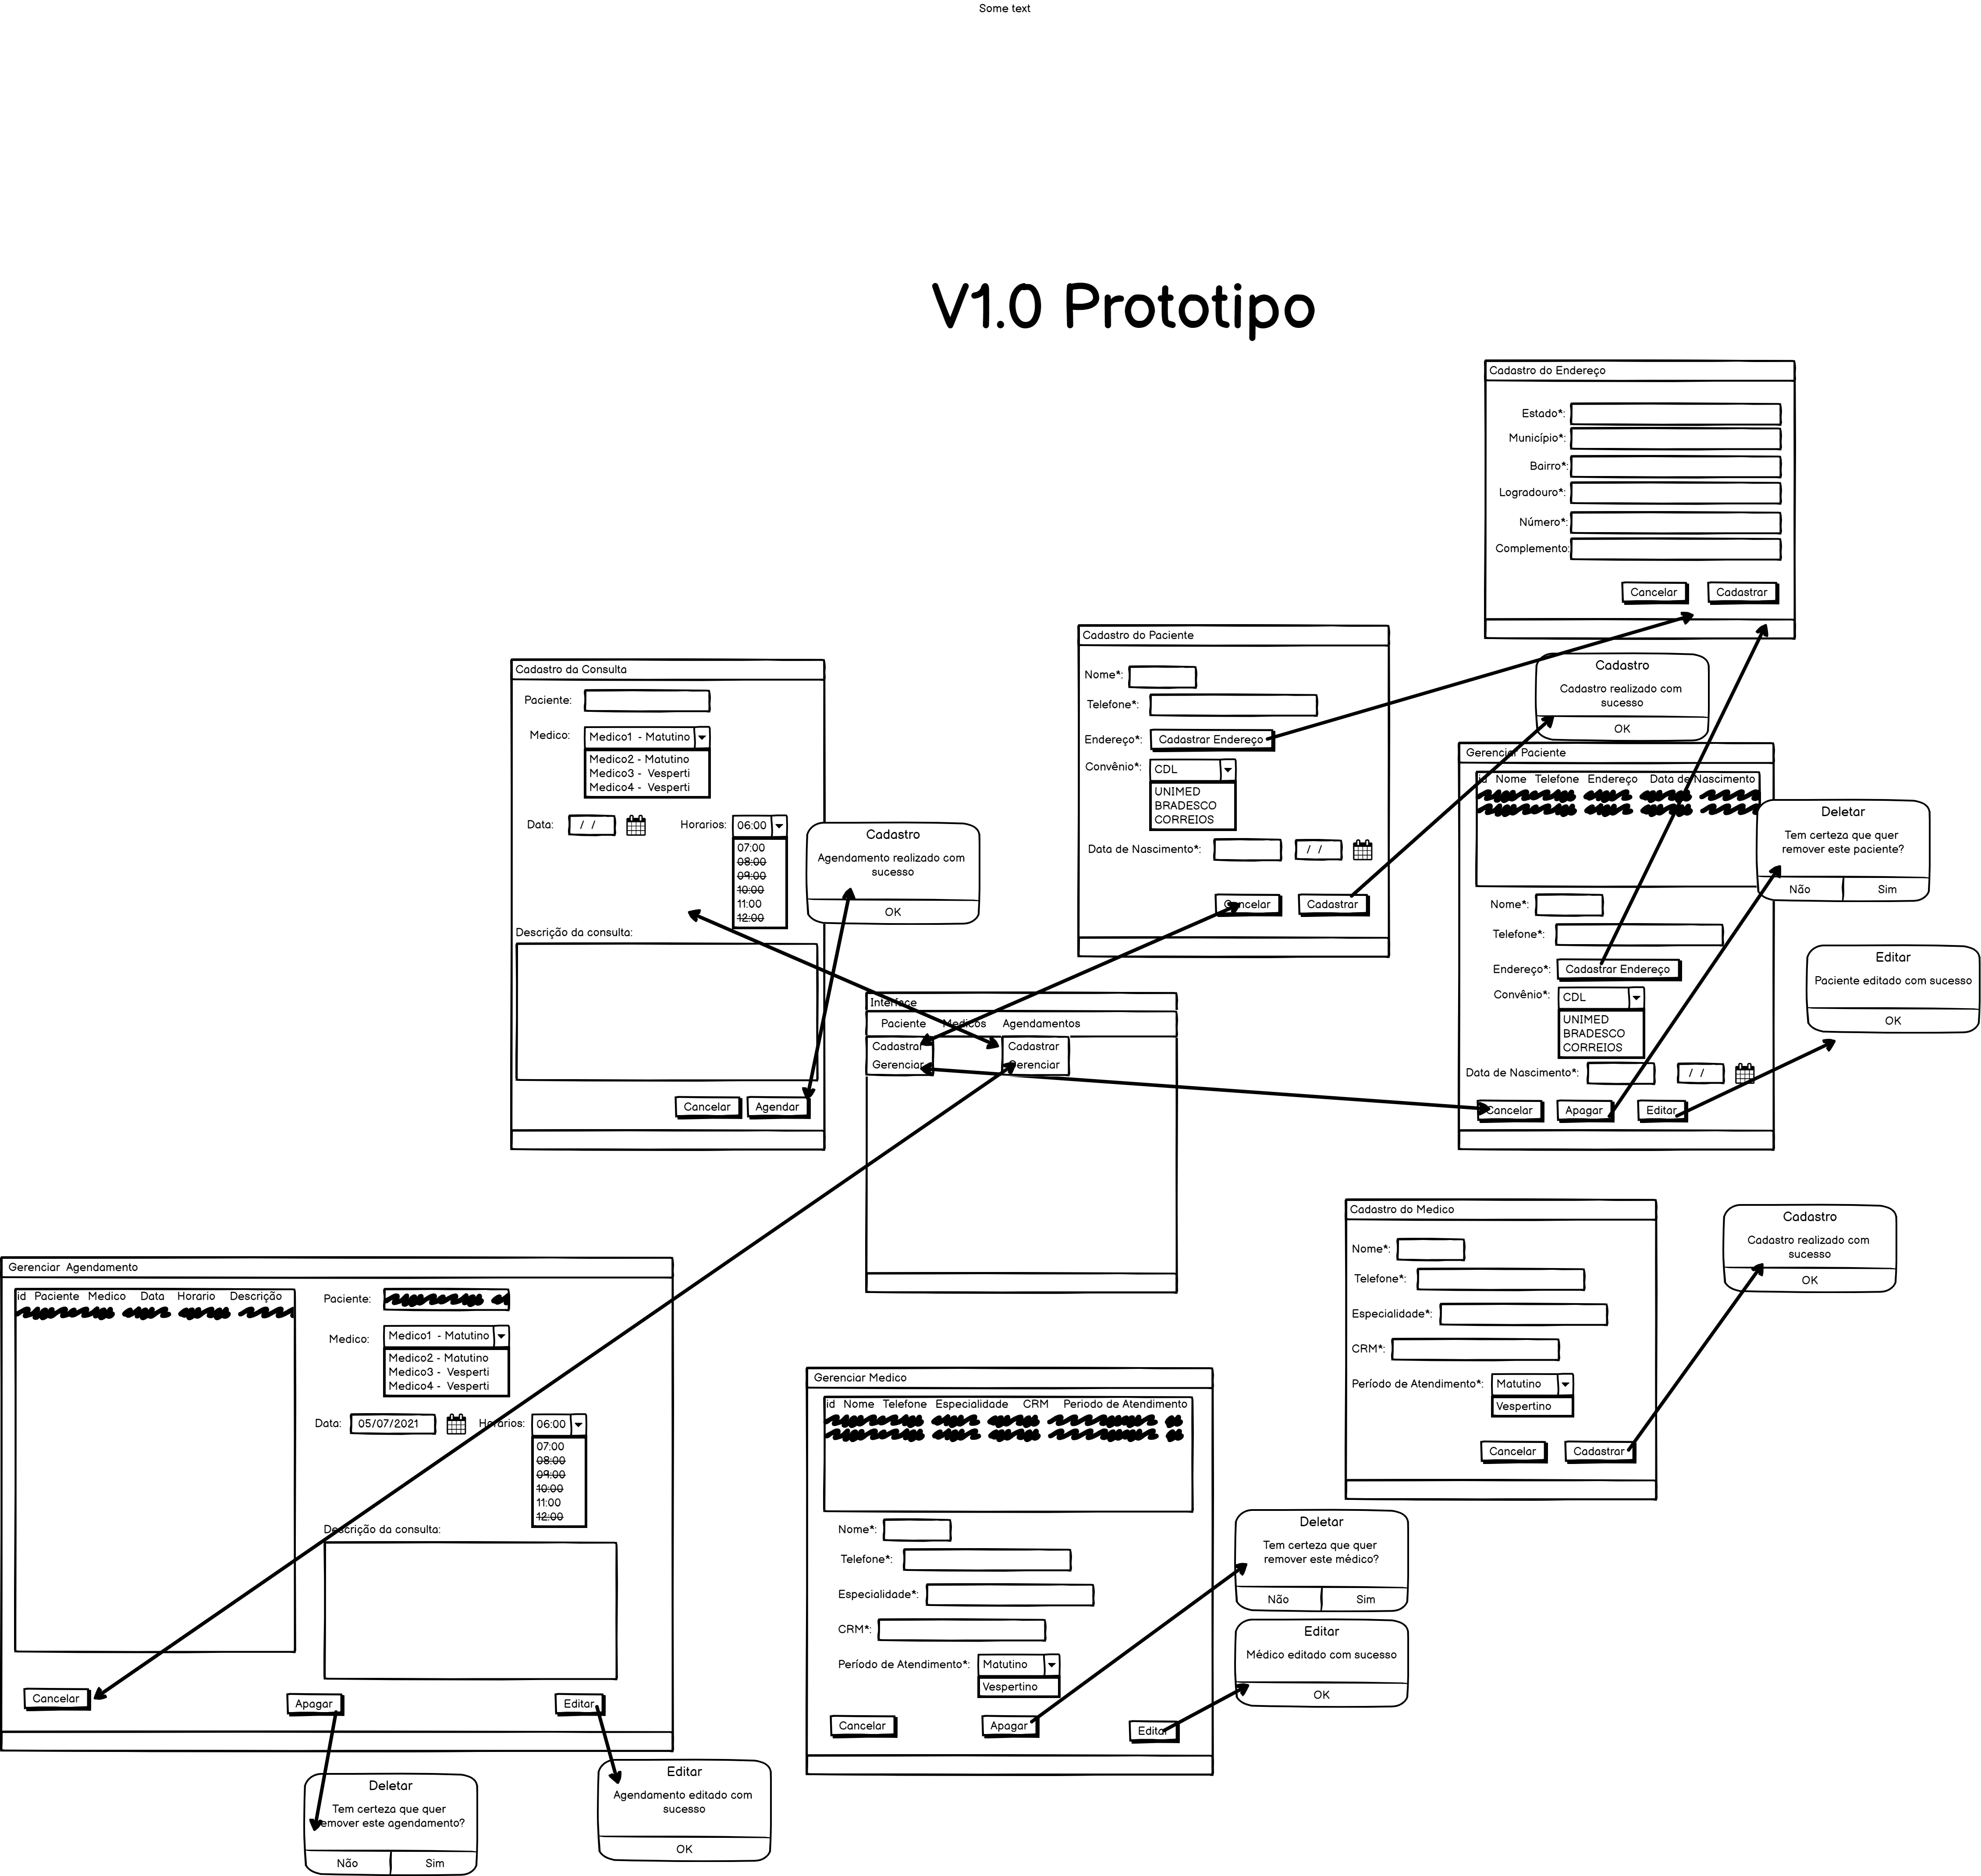 Some text
V1.0 Prototipo
Cadastro do Endereço
Estado*:
Município*:
Bairro*:
Logradouro*:
Número*:
Complemento:
Cancelar Cadastrar
Cadastro do Paciente
Nome*:
Telefone*:
Endereço*: Cadastrar Endereço
Convênio*: CDL
UNIMED
BRADESCO
CORREIOS
Data de Nascimento*: / /
Cancelar Cadastrar
Cadastro
Cadastro realizado com
sucesso
OK
Cadastro da Consulta
Paciente:
Medico: Medico1 - Matutino
Medico2 - Matutino
Medico3 - Vesperti
Medico4 - Vesperti
Data: / / Horarios: 06:00
07:00
08:00
09:00
10:00
11:00
12:00
Descrição da consulta:
Cancelar Agendar
Cadastro
Agendamento realizado com
sucesso
OK
Gerenciar Paciente
id Nome Telefone Endereço Data de Nascimento
Nome*:
Telefone*:
Endereço*: Cadastrar Endereço
Convênio*: CDL
UNIMED
BRADESCO
CORREIOS
Data de Nascimento*: / /
Cancelar Apagar Editar
Deletar
Tem certeza que quer
remover este paciente?
Não Sim
Editar
Paciente editado com sucesso
OK
Interface
Paciente Medicos Agendamentos
Cadastrar Cadastrar
Gerenciar Gerenciar
Cadastro do Medico
Nome*:
Telefone*:
Especialidade*:
CRM*:
Período de Atendimento*: Matutino
Vespertino
Cancelar Cadastrar
Cadastro
Cadastro realizado com
sucesso
OK
Gerenciar Agendamento
id Paciente Medico Data Horario Descrição
Paciente:
Medico: Medico1 - Matutino
Medico2 - Matutino
Medico3 - Vesperti
Medico4 - Vesperti
Data: 05/07/2021 Horarios: 06:00
07:00
08:00
09:00
10:00
11:00
12:00
Descrição da consulta:
Cancelar Apagar Editar
Deletar
Tem certeza que quer
remover este agendamento?
Não Sim
Editar
Agendamento editado com
sucesso
OK
Gerenciar Medico
id Nome Telefone Especialidade CRM Periodo de Atendimento
Nome*:
Telefone*:
Especialidade*:
CRM*:
Período de Atendimento*: Matutino
Vespertino
Cancelar Apagar Editar
Deletar
Tem certeza que quer
remover este médico?
Não Sim
Editar
Médico editado com sucesso
OK